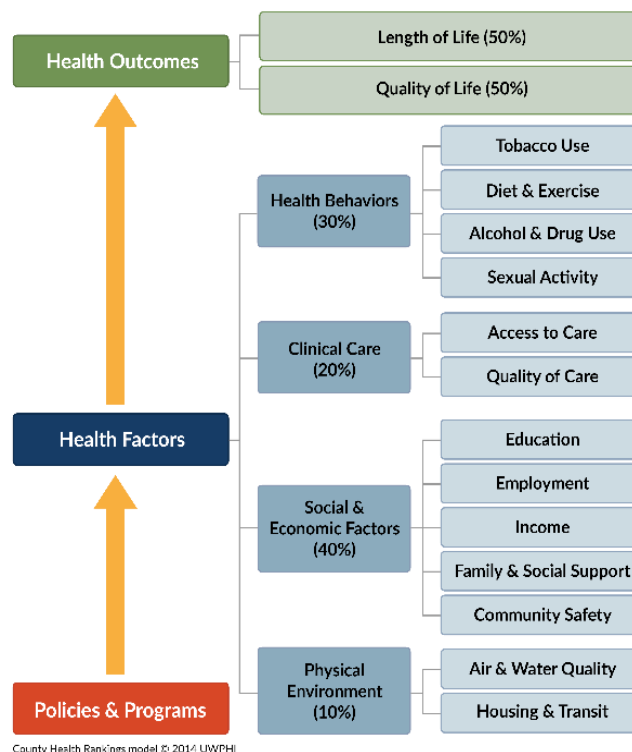 Health Outcomes
Length of Life (50%)
Quality of Life (50%)
Health Behaviors
(30%)
Tobacco Use
Diet & Exercise
Alcohol & Drug Use
Sexual Activity
Clinical Care
(20%)
Access to Care
Quality of Care
Health Factors
Social &
Economic Factors
(40%)
Education
Employment
Income
Family & Social Support
Community Safety
Physical
Environment
(10%)
Air & Water Quality
Housing & Transit
Policies & Programs
County Health Rankings model © 2014 UWPHI